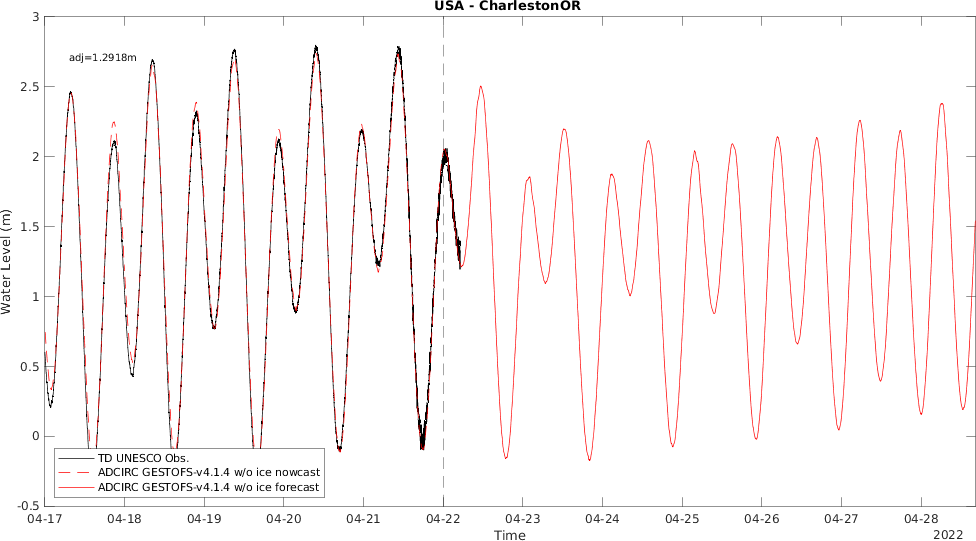 USA - CharlestonOR
adj=1.2918m
Water Level (m)
3
2.5
2
1.5
1
0.5
0
-0.5
TD UNESCO Obs.
ADCIRC GESTOFS-v4.1.4 w/o ice nowcast
ADCIRC GESTOFS-v4.1.4 w/o ice forecast
04-17 04-18 04-19 04-20 04-21 04-22 04-23 04-24 04-25 04-26 04-27 04-28
Time
2022